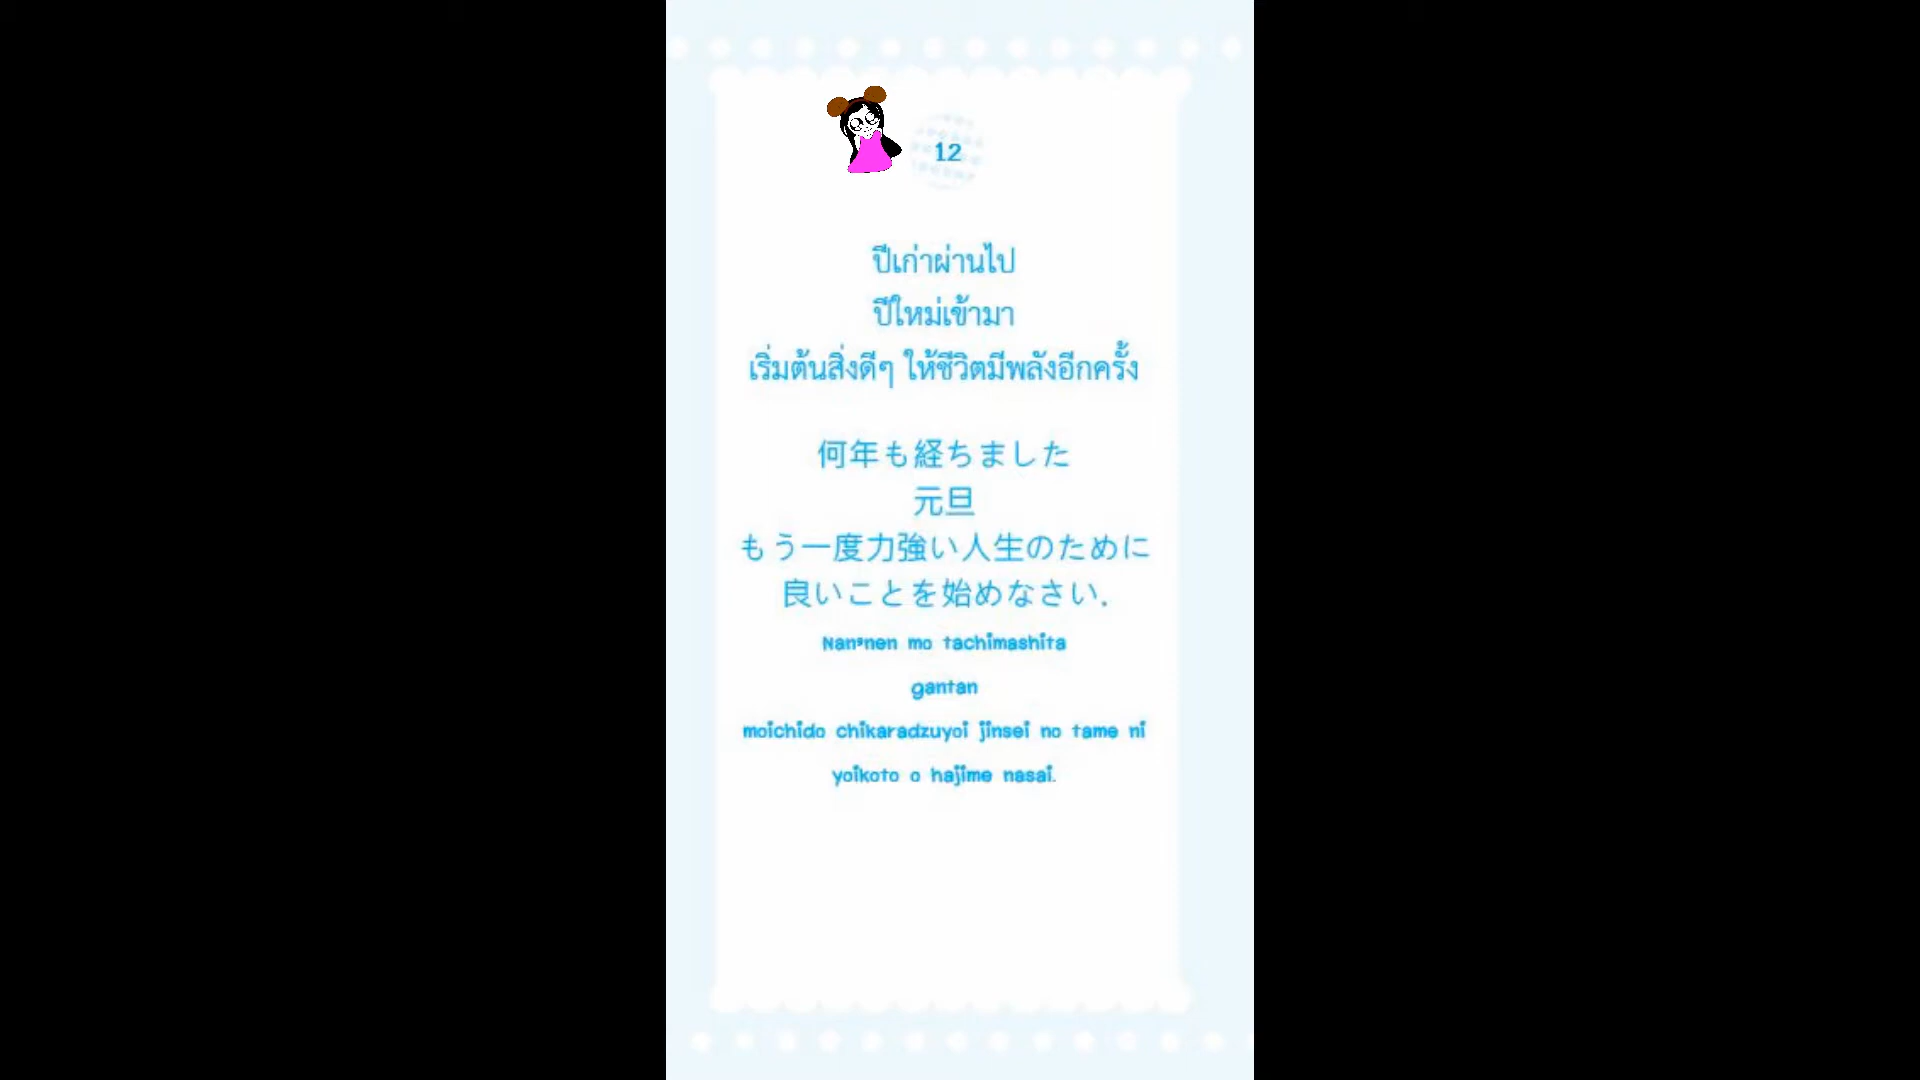 12
ปีเก่าผ่านไป
ปีใหม่เข้ามา
เริ่มต้นสิ่งดีๆ ให้ชีวิตมีพลังอีกครั้ง
何年も経ちました
元旦
もう一度力強い人生のために
良いことを始めなさい.
Nan'nen mo tachimashita
gantan
moichido chikaradzuyoi jinsei no tame ni
yoikoto o hajime nasai.